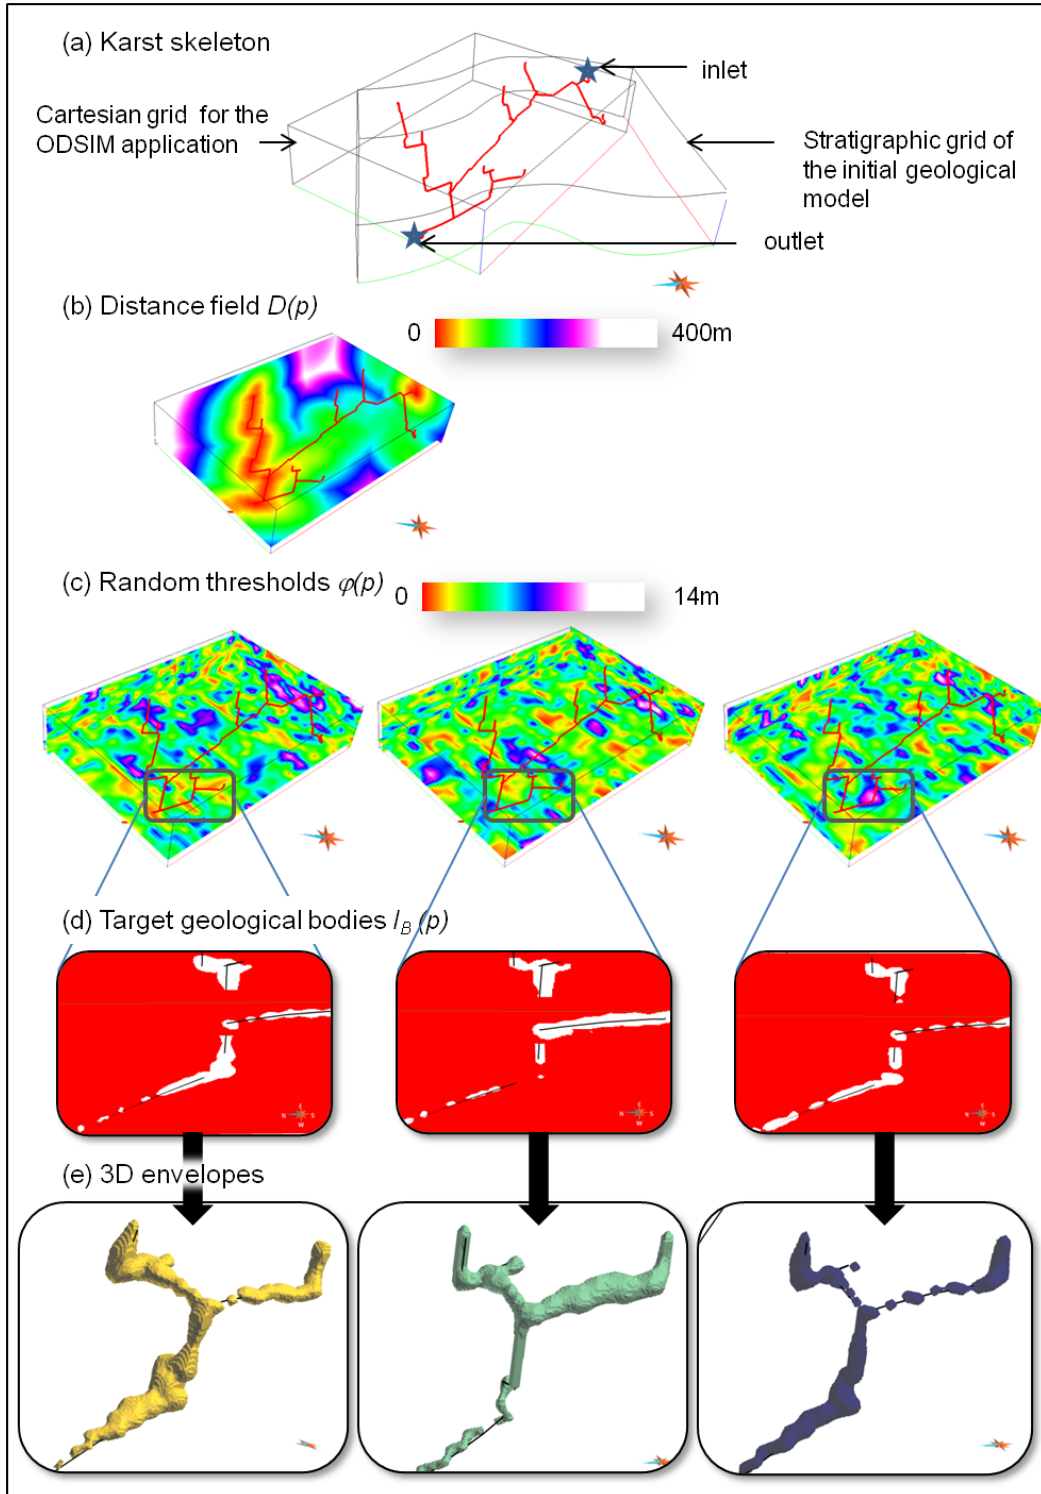 (a) Karst skeleton
inlet
Cartesian grid for the
ODSIM application
Stratigraphic grid of
the initial geological
model
outlet
(b) Distance field D(p)
0
400m
(c) Random thresholds φ(p)
0
14m
(d) Target geological bodies I_B (p)
E
N S
W
E
N S
W
E
N S
W
(e) 3D envelopes